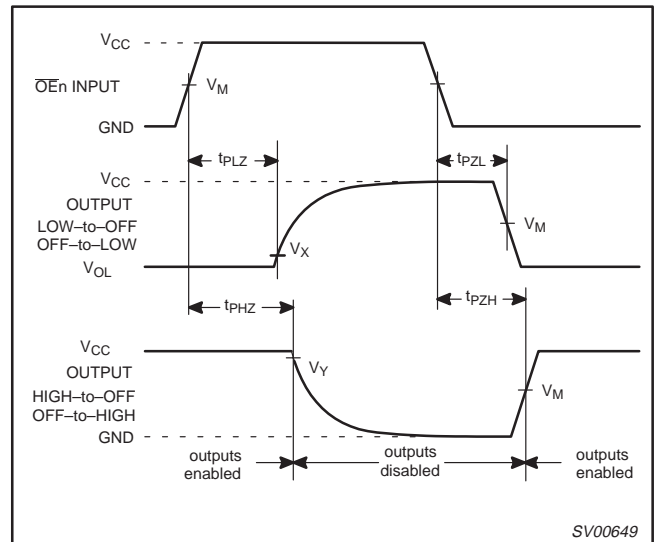 VCC
OEn INPUT
VM
GND
tPLZ
tPZL
VCC
OUTPUT
LOW–to–OFF
OFF–to–LOW
VM
VX
VOL
tPHZ
tPZH
VCC
OUTPUT
HIGH–to–OFF
OFF–to–HIGH
VY
VM
GND
outputs
enabled
outputs
disabled
outputs
enabled
SV00649